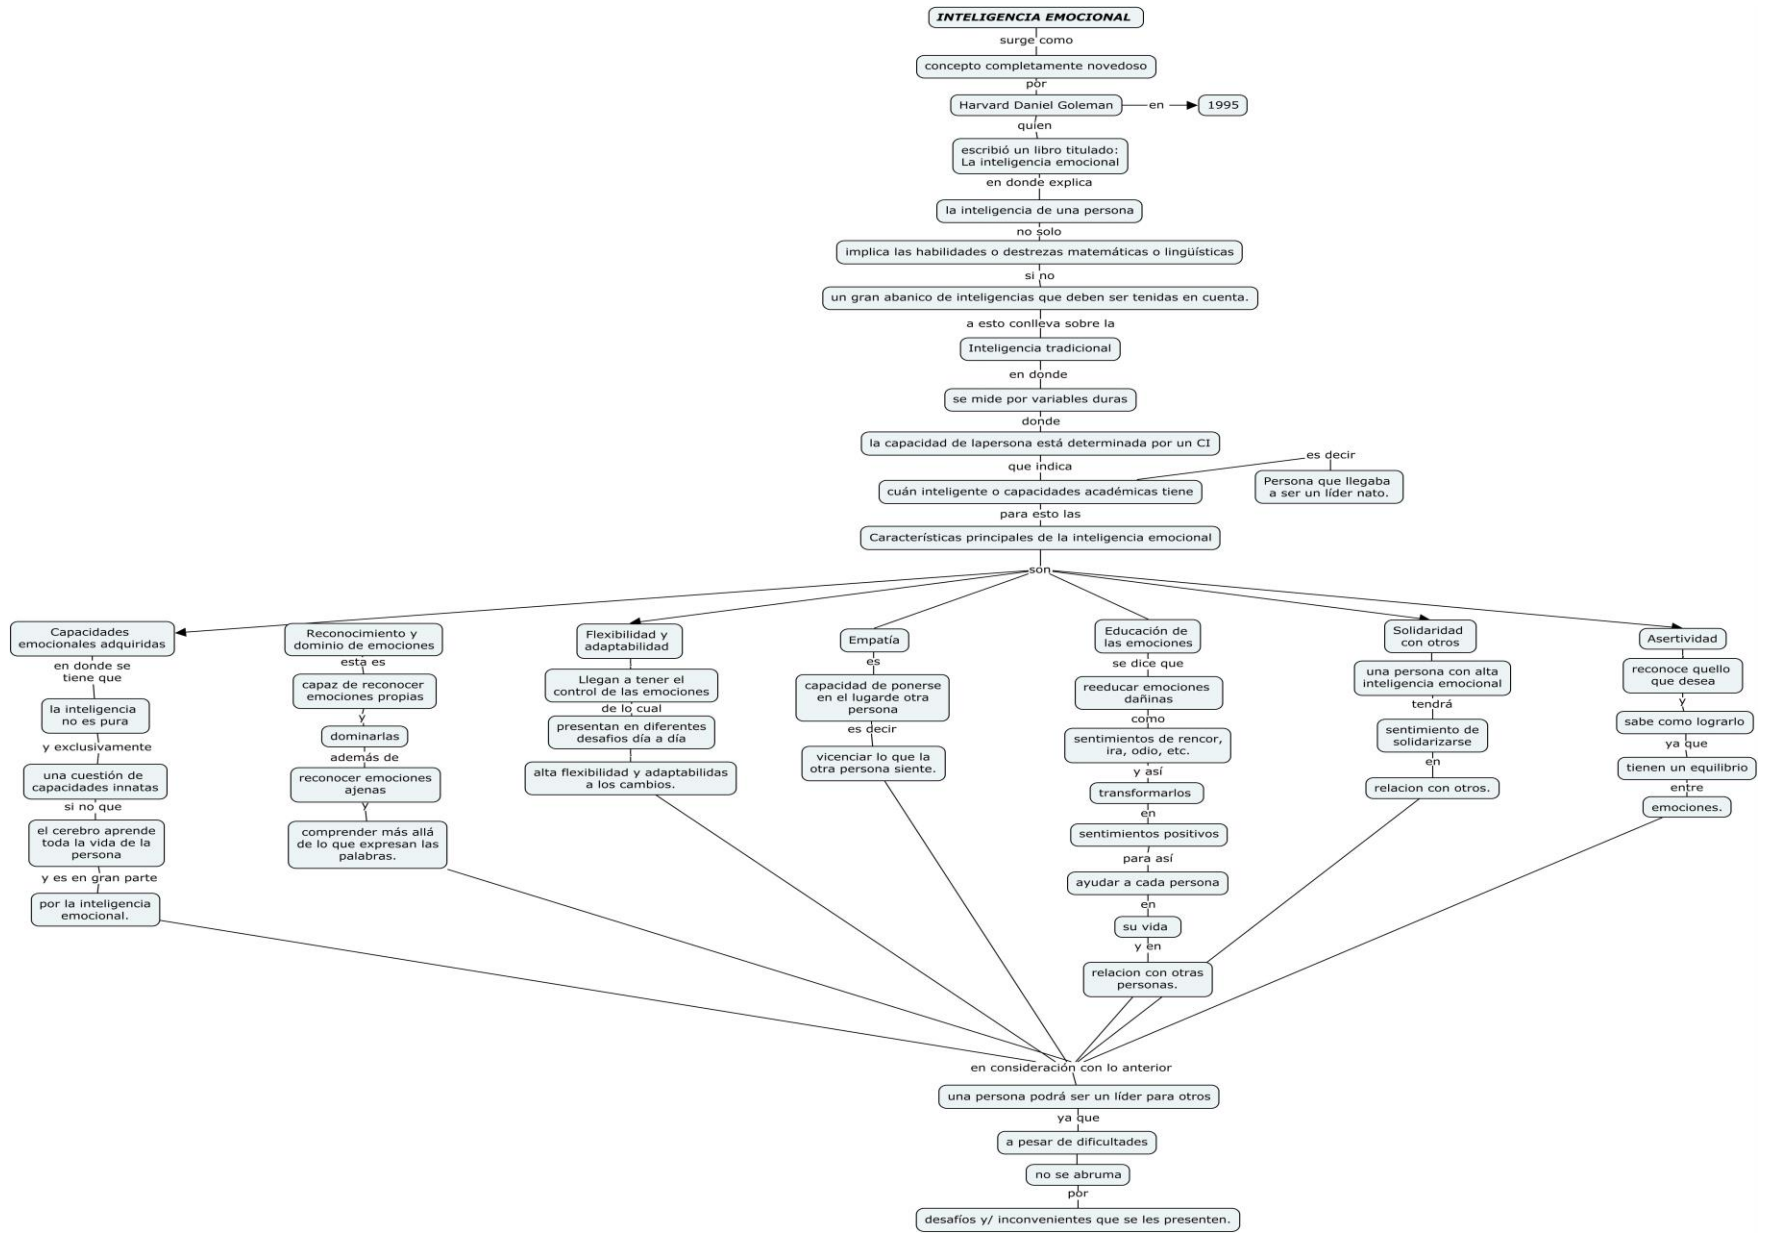 INTELIGENCIA EMOCIONAL
surge como
concepto completamente novedoso
por
Harvard Daniel Goleman
en
1995
quien
escribió un libro titulado:
La inteligencia emocional
en donde explica
la inteligencia de una persona
no solo
implica las habilidades o destrezas matemáticas o lingüísticas
si no
un gran abanico de inteligencias que deben ser tenidas en cuenta.
a esto conlleva sobre la
Inteligencia tradicional
en donde
se mide por variables duras
donde
la capacidad de lapersona está determinada por un CI
que indica
cuán inteligente o capacidades académicas tiene
es decir
Persona que llegaba
a ser un líder nato.
para esto las
Características principales de la inteligencia emocional
son
Capacidades
emocionales adquiridas
en donde se
tiene que
la inteligencia
no es pura
y exclusivamente
una cuestión de
capacidades innatas
si no que
el cerebro aprende
toda la vida de la
persona
y es en gran parte
por la inteligencia
emocional.
Reconocimiento y
dominio de emociones
esta es
capaz de reconocer
emociones propias
y
dominarlas
además de
reconocer emociones
ajenas
y
comprender más allá
de lo que expresan las
palabras.
Flexibilidad y
adaptabilidad
Llegan a tener el
control de las emociones
de lo cual
presentan en diferentes
desafios día a día
alta flexibilidad y adaptabilidas
a los cambios.
Empatía
es
capacidad de ponerse
en el lugarde otra
persona
es decir
vicenciar lo que la
otra persona siente.
Educación de
las emociones
se dice que
reeducar emociones
dañinas
como
sentimientos de rencor,
ira, odio, etc.
y así
transformarlos
en
sentimientos positivos
para así
ayudar a cada persona
en
su vida
y en
relacion con otras
personas.
Solidaridad
con otros
una persona con alta
inteligencia emocional
tendrá
sentimiento de
solidarizarse
en
relacion con otros.
Asertividad
reconoce quello
que desea
y
sabe como lograrlo
ya que
tienen un equilibrio
entre
emociones.
en consideración con lo anterior
una persona podrá ser un líder para otros
ya que
a pesar de dificultades
no se abruma
por
desafíos y/ inconvenientes que se les presenten.